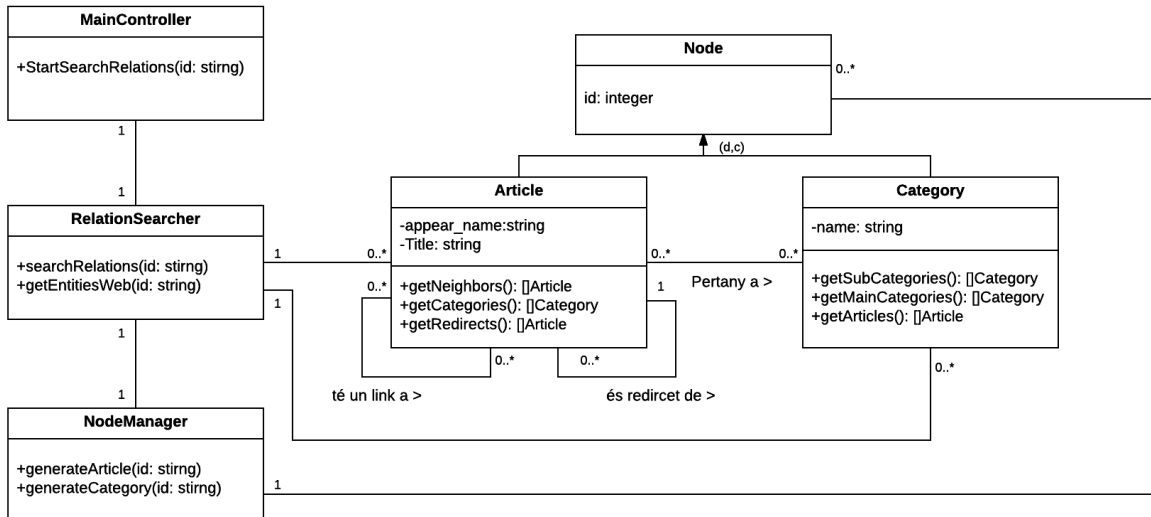 MainController
+StartSearchRelations(id: stirng)
1
1
RelationSearcher
+searchRelations(id: stirng)
+getEntitiesWeb(id: string)
1
1
1
1
NodeManager
+generateArticle(id: stirng)
+generateCategory(id: stirng)
1
Node
id: integer
0..*
(d,c)
Article
-appear_name:string
-Title: string
+getNeighbors(): []Article
+getCategories(): []Category
+getRedirects(): []Article
0..*
0..*
0..*
té un link a >
1
0..*
és redircet de >
0..*
0..*
Pertany a >
Category
-name: string
+getSubCategories(): []Category
+getMainCategories(): []Category
+getArticles(): []Article
0..*